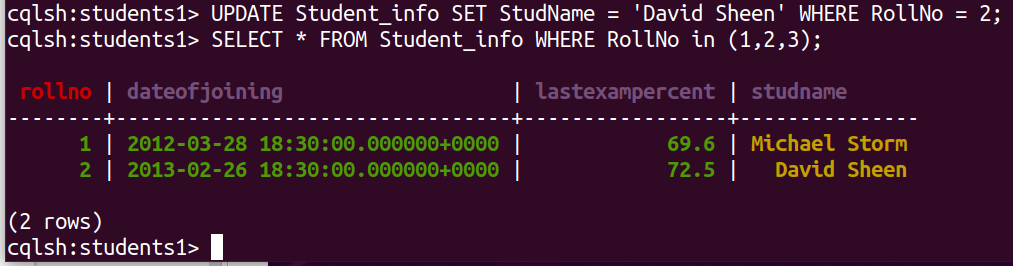 cqlsh:students1> UPDATE Student_info SET StudName = 'David Sheen' WHERE RollNo = 2;
cqlsh:students1> SELECT * FROM Student_info WHERE RollNo in (1,2,3);
 rollno | dateofjoining                   | lastexampercent | studname
--------+---------------------------------+-----------------+---------------
      1 | 2012-03-28 18:30:00.000000+0000 |            69.6 | Michael Storm
      2 | 2013-02-26 18:30:00.000000+0000 |            72.5 |   David Sheen
(2 rows)
cqlsh:students1>